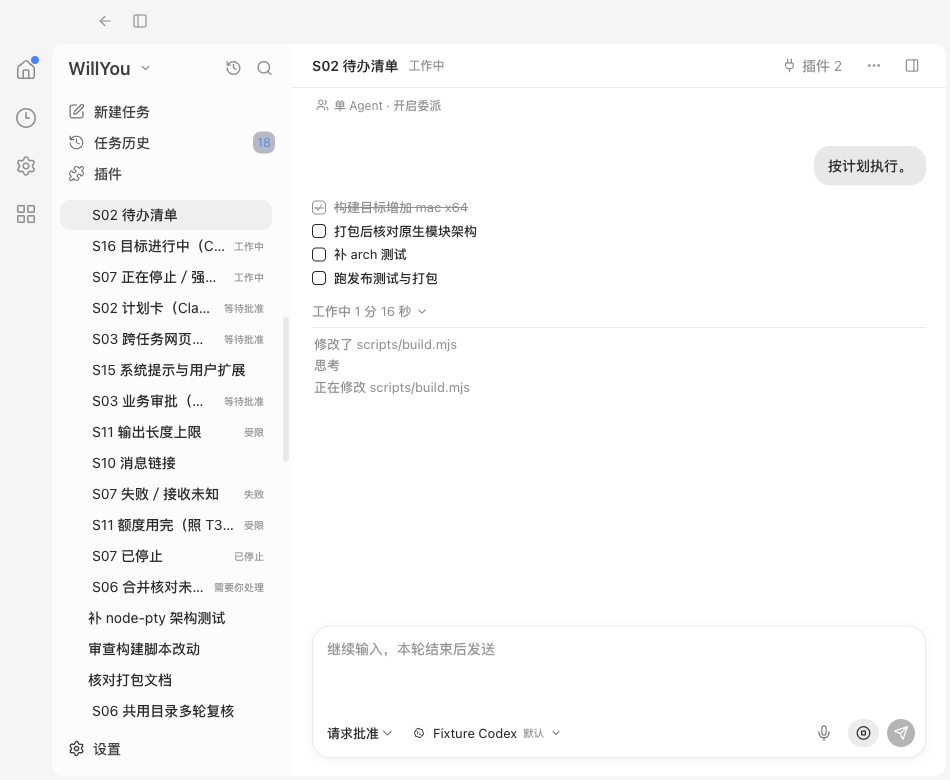 WillYou
新建任务
任务历史 18
插件
S02 待办清单
S16 目标进行中（C... 工作中
S07 正在停止 / 强... 工作中
S02 计划卡（Cla... 等待批准
S03 跨任务网页... 等待批准
S15 系统提示与用户扩展
S03 业务审批（... 等待批准
S11 输出长度上限 受限
S10 消息链接
S07 失败 / 接收未知 失败
S11 额度用完（照 T3... 受限
S07 已停止 已停止
S06 合并核对未... 需要你处理
补 node-pty 架构测试
审查构建脚本改动
核对打包文档
S06 共用目录多轮复核
设置
S02 待办清单 工作中
插件 2
单 Agent · 开启委派
按计划执行。
构建目标增加 mac x64
打包后核对原生模块架构
补 arch 测试
跑发布测试与打包
工作中 1 分 16 秒
修改了 scripts/build.mjs
思考
正在修改 scripts/build.mjs
继续输入，本轮结束后发送
请求批准 Fixture Codex 默认